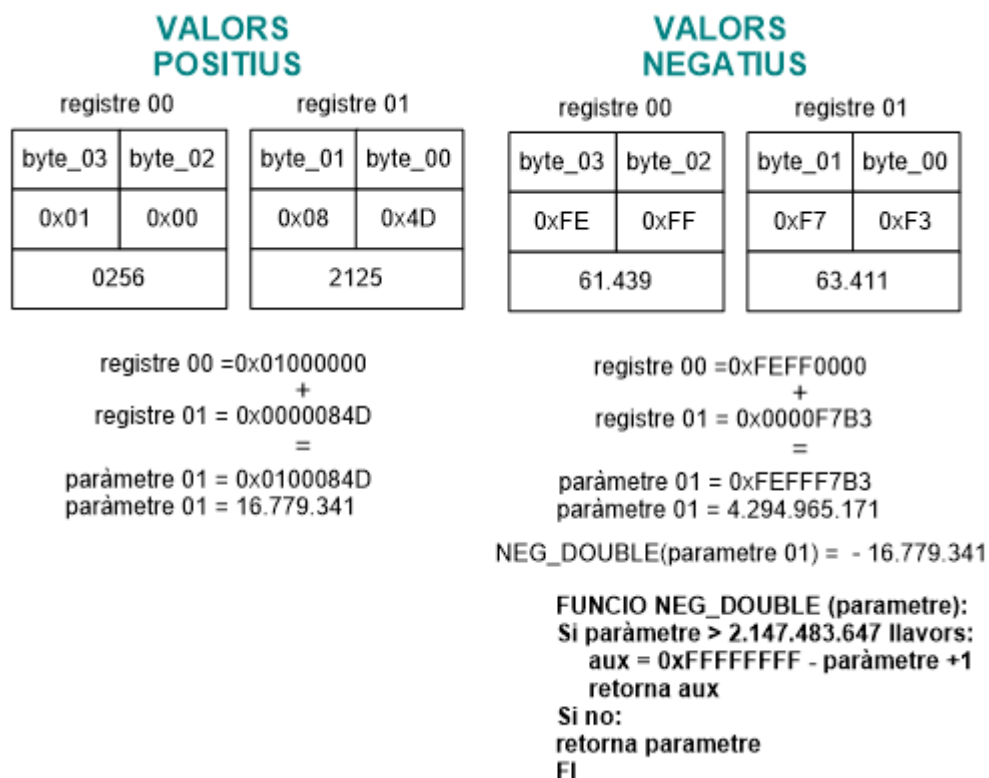 VALORS
POSITIUS
registre 00
registre 01
byte_03 byte_02
byte_01 byte_00
0x01 0x00
0x08 0x4D
0256
2125
registre 00 =0x01000000
+
registre 01 = 0x0000084D
=
paràmetre 01 = 0x0100084D
paràmetre 01 = 16.779.341
VALORS
NEGATIUS
registre 00
registre 01
byte_03 byte_02
byte_01 byte_00
0xFE 0xFF
0xF7 0xF3
61.439
63.411
registre 00 =0xFEFF0000
+
registre 01 = 0x0000F7B3
=
paràmetre 01 = 0xFEFFF7B3
paràmetre 01 = 4.294.965.171
NEG_DOUBLE(parametre 01) = - 16.779.341
FUNCIO NEG_DOUBLE (parametre):
Si paràmetre > 2.147.483.647 llavors:
aux = 0xFFFFFFFF - paràmetre +1
retorna aux
Si no:
retorna parametre
FI